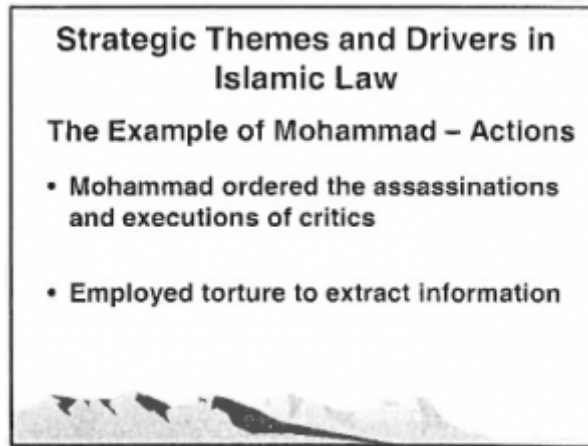 Strategic Themes and Drivers in
Islamic Law
The Example of Mohammad – Actions
• Mohammad ordered the assassinations
and executions of critics
• Employed torture to extract information